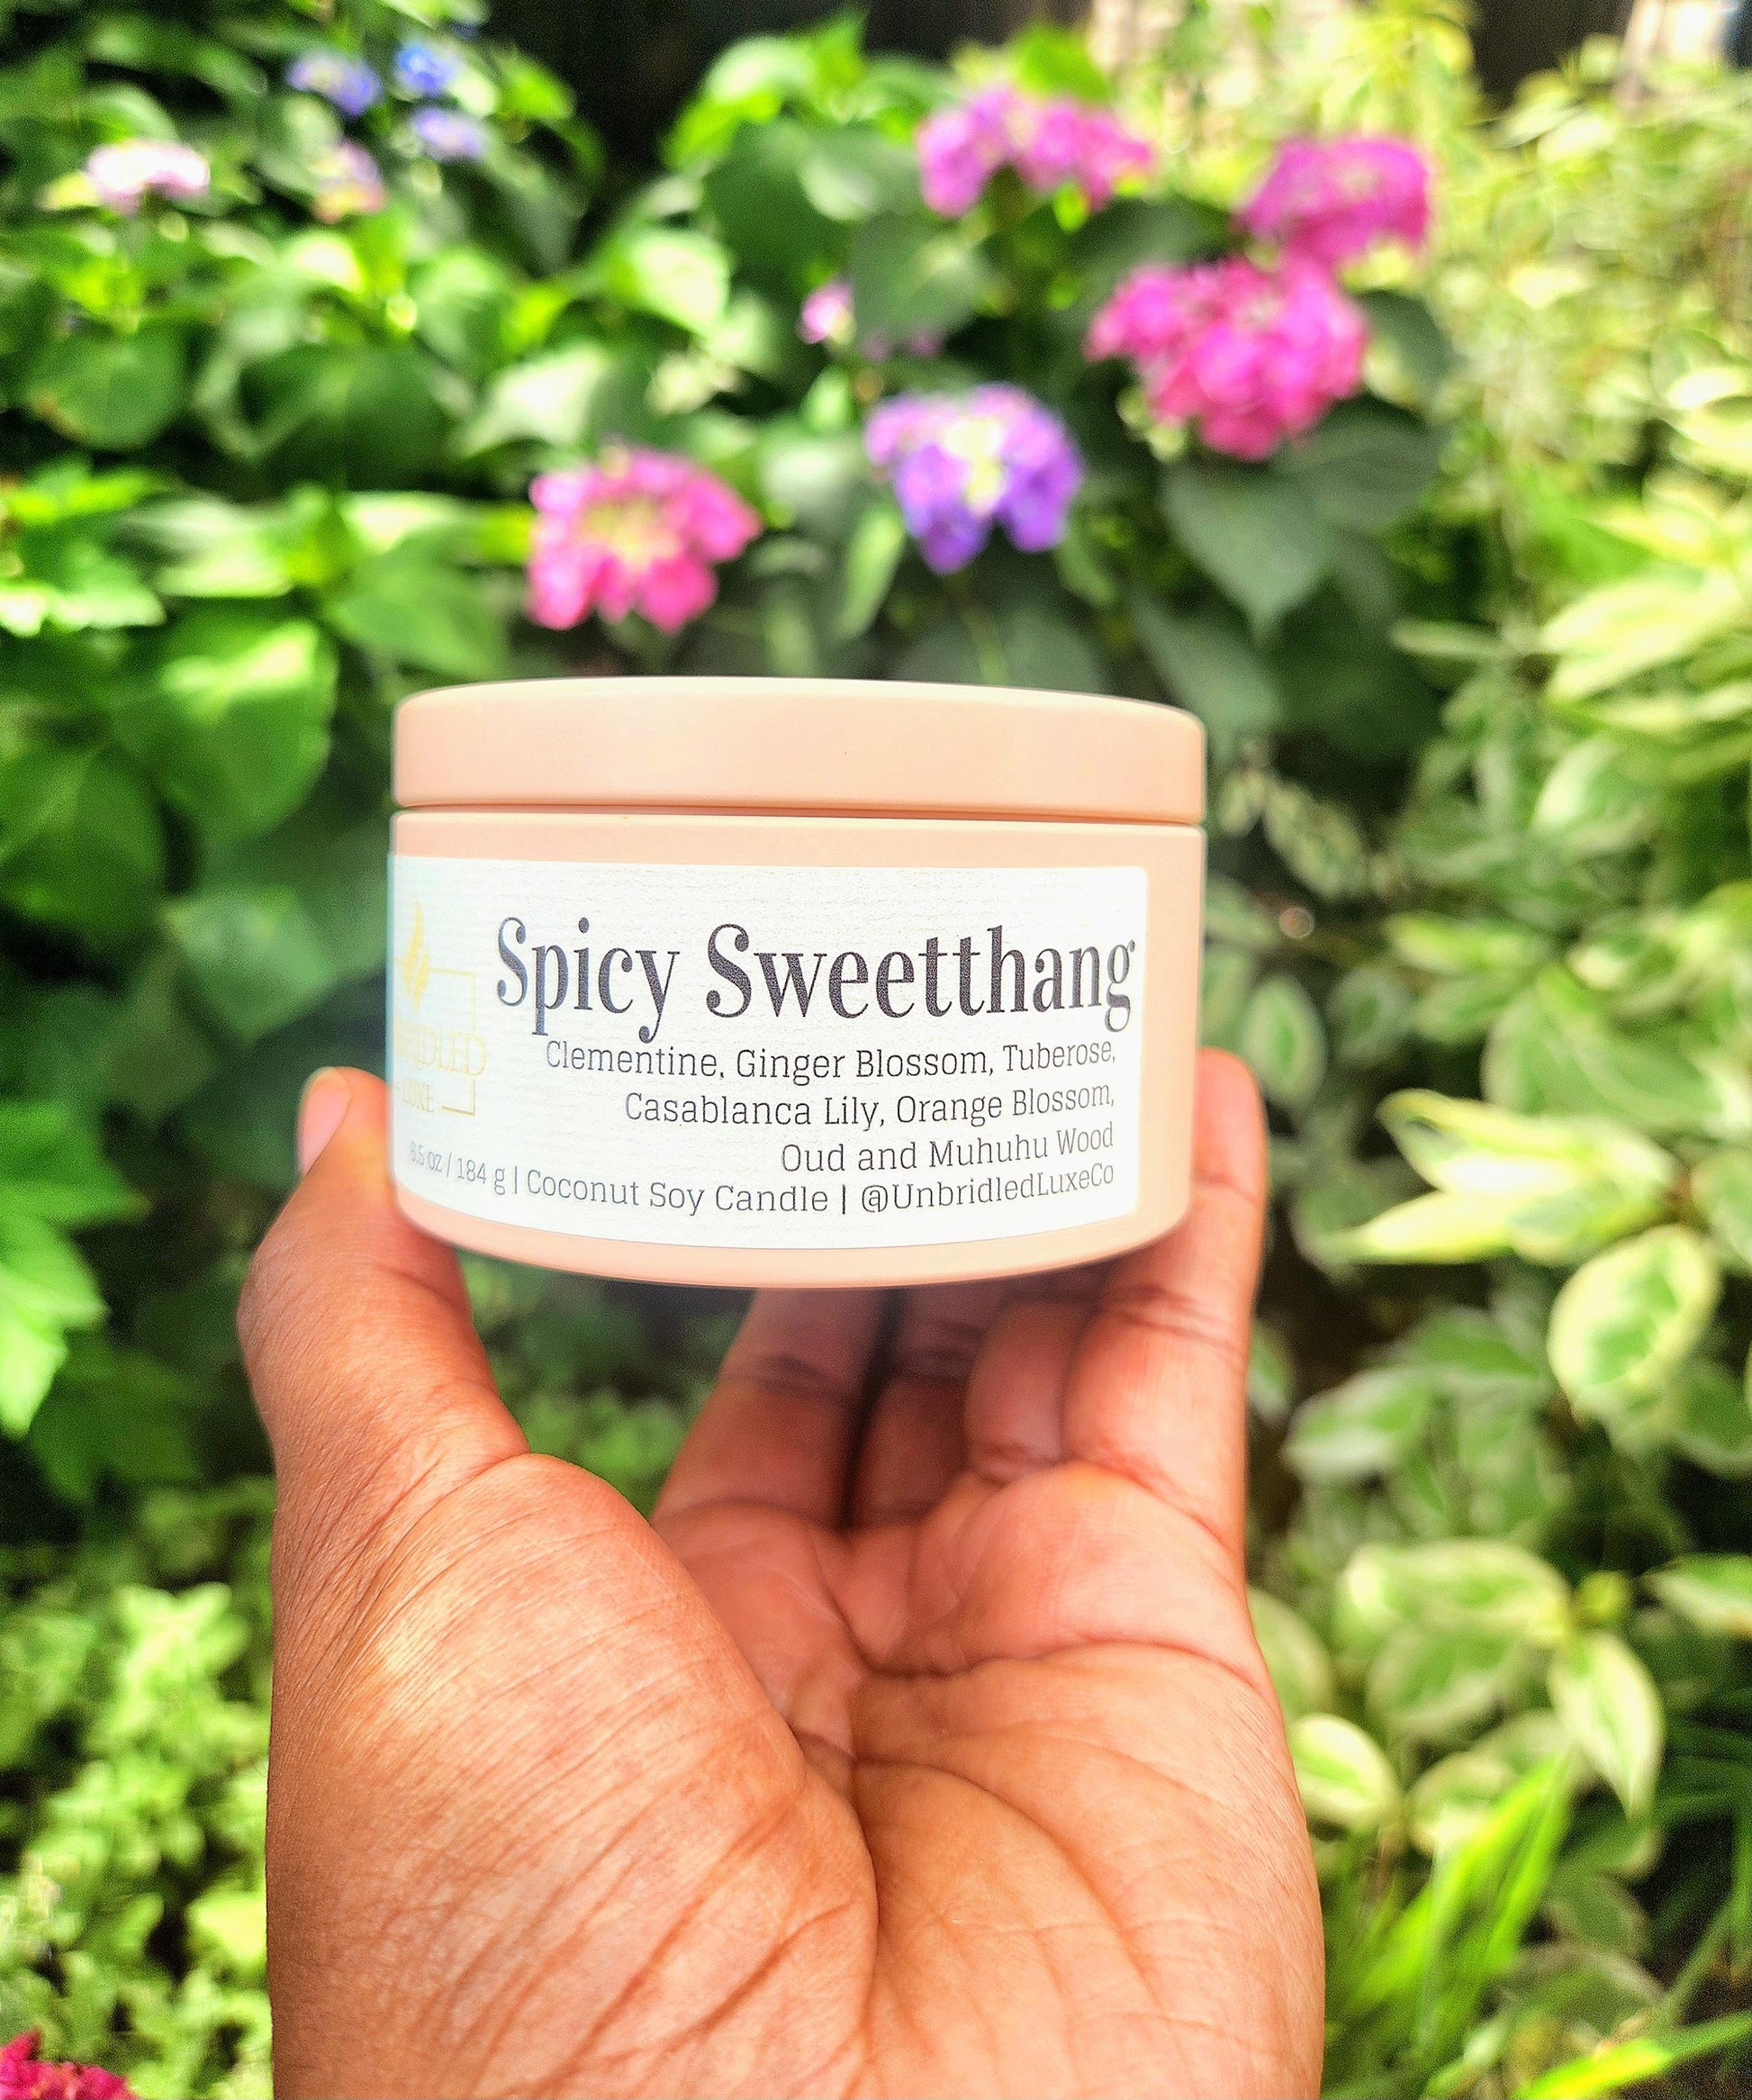 Spicy Sweetthang
Clementine, Ginger Blossom, Tuberose,
Casablanca Lily, Orange Blossom,
Oud and Muhuhu Wood
6.5 oz / 184 g | Coconut Soy Candle | @UnbridledLuxeCo